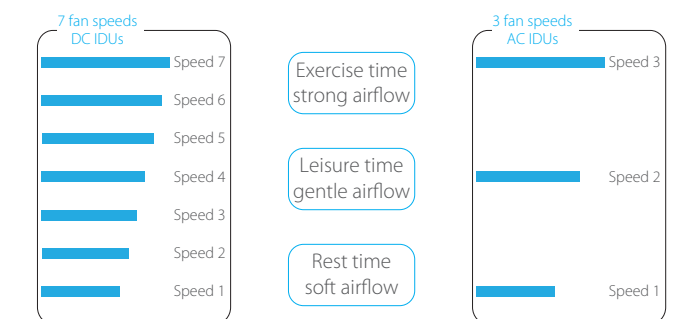 7 fan speeds
DC IDUs
Speed 7
Speed 6
Speed 5
Speed 4
Speed 3
Speed 2
Speed 1
Exercise time
strong airflow
Leisure time
gentle airflow
Rest time
soft airflow
3 fan speeds
AC IDUs
Speed 3
Speed 2
Speed 1